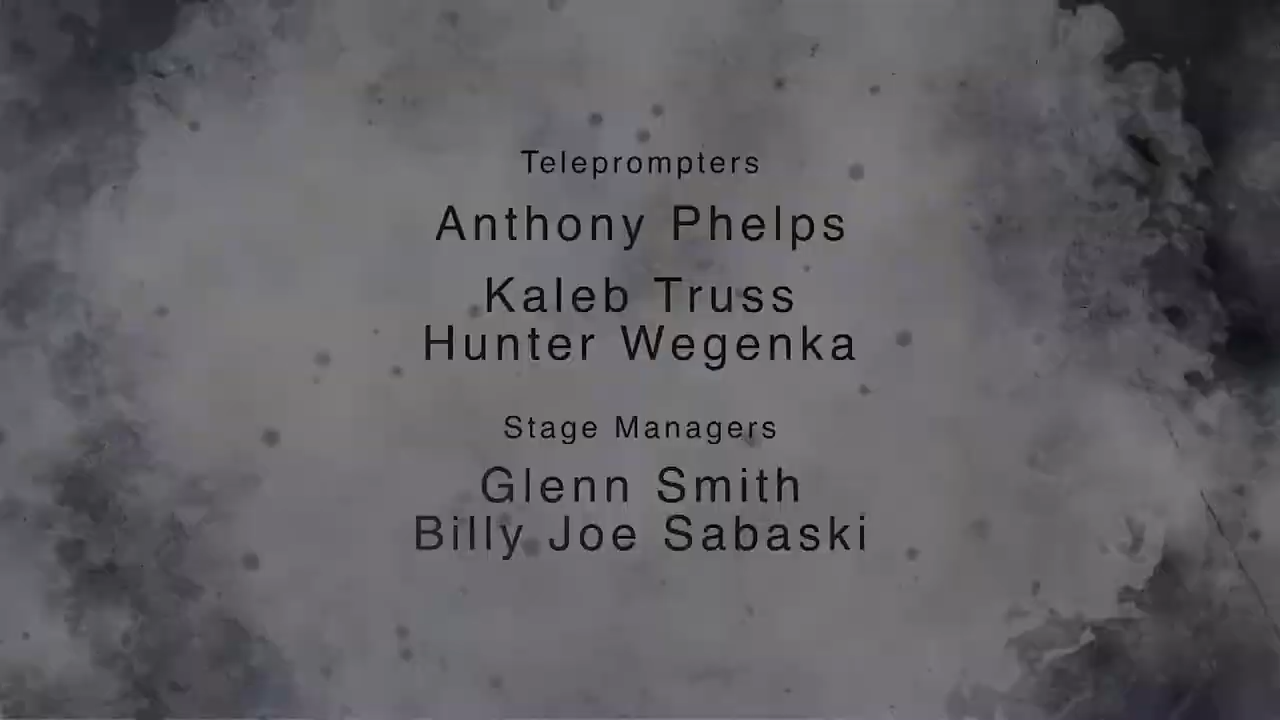 Teleprompters
Anthony Phelps
Kaleb Truss
Hunter Wegenka
Stage Managers
Glenn Smith
Billy Joe Sabaski